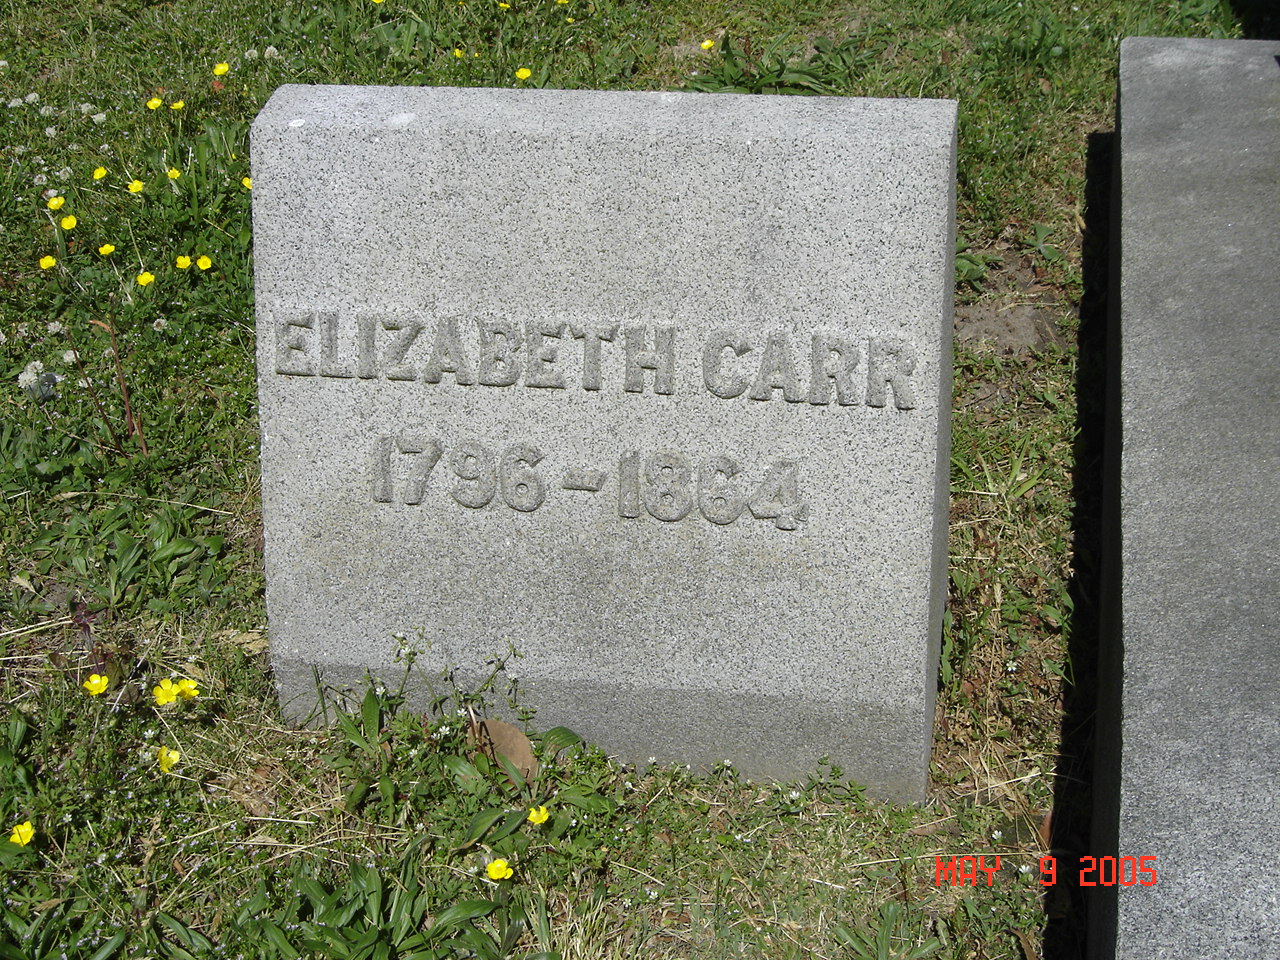 ELIZABETH CARR
1796-1864
MAY 9 2005